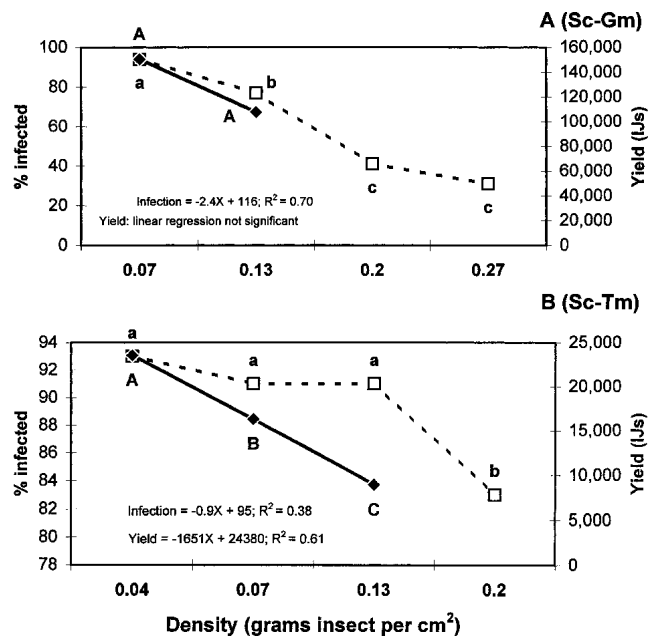 A (Sc-Gm)
A
100
80
60
40
20
0
% infected
160,000
140,000
120,000
100,000
80,000
60,000
40,000
20,000
0
Yield (IJs)
a
b
A
c
c
Infection = -2.4X + 116; R² = 0.70
Yield: linear regression not significant
0.07 0.13 0.2 0.27
B (Sc-Tm)
94
92
90
88
86
84
82
80
78
% infected
25,000
20,000
15,000
10,000
5,000
0
Yield (IJs)
a
a
a
A
B
b
C
Infection = -0.9X + 95; R² = 0.38
Yield = -1651X + 24380; R² = 0.61
0.04 0.07 0.13 0.2
Density (grams insect per cm²)